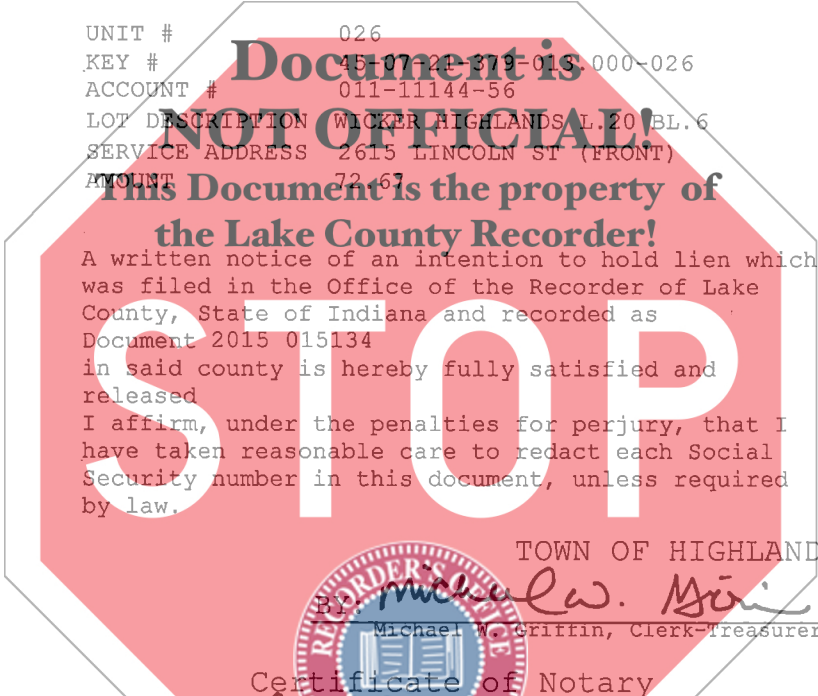 UNIT # 026
KEY # 45-07-21-379-013.000-026
ACCOUNT # 011-11144-56
LOT DESCRIPTION WICKER HIGHLANDS L.20 BL.6
SERVICE ADDRESS 2615 LINCOLN ST (FRONT)
AMOUNT 72.67
Document is
NOT OFFICIAL!
This Document is the property of
the Lake County Recorder!
A written notice of an intention to hold lien which
was filed in the Office of the Recorder of Lake
County, State of Indiana and recorded as
Document 2015 015134
in said county is hereby fully satisfied and
released
I affirm, under the penalties for perjury, that I
have taken reasonable care to redact each Social
Security number in this document, unless required
by law.
STOP
TOWN OF HIGHLAND
BY: Michael W. Griffin
Michael W. Griffin, Clerk-Treasurer
RECORDER'S OFFICE
Certificate of Notary